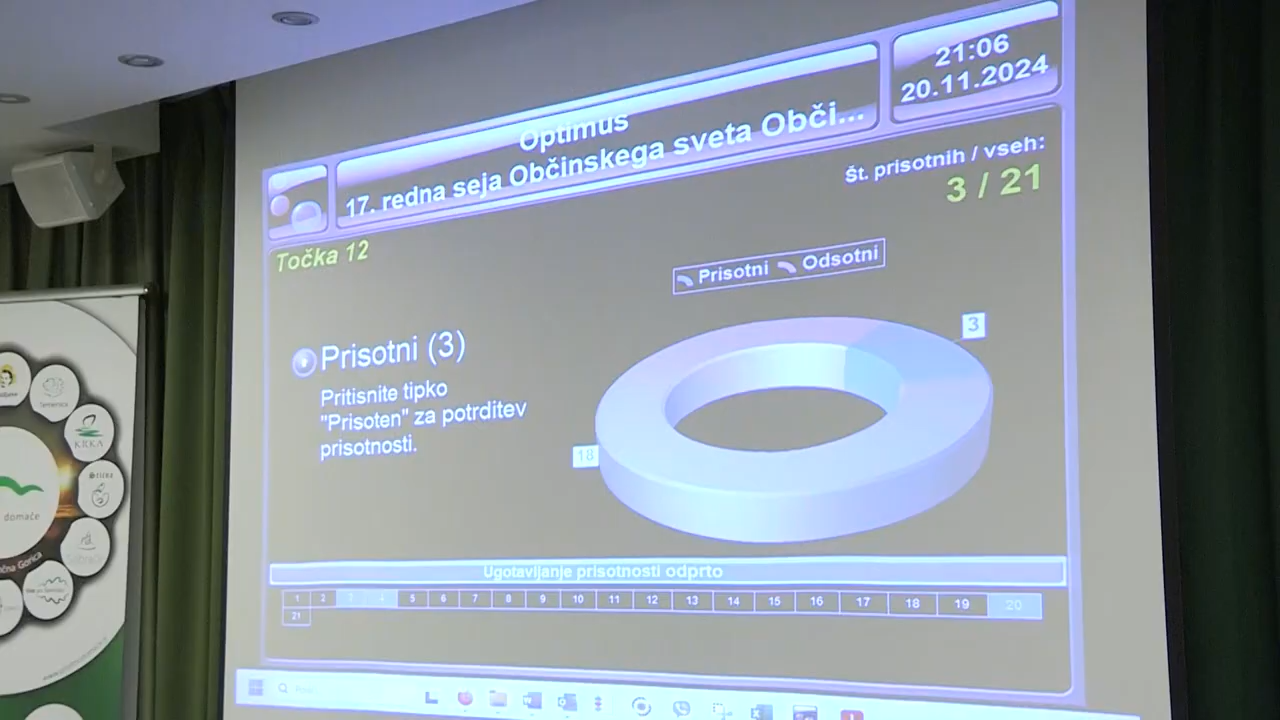 Optimus
17. redna seja Občinskega sveta Obči...
21:06
20.11.2024
Št. prisotnih / vseh:
3 / 21
Točka 12
Prisotni Odsotni
Prisotni (3)
Pritisnite tipko
"Prisoten" za potrditev
prisotnosti.
3
18
Ugotavljanje prisotnosti odprto
1 2 3 4 5 6 7 8 9 10 11 12 13 14 15 16 17 18 19 20
21
KRKA
Stična
domače